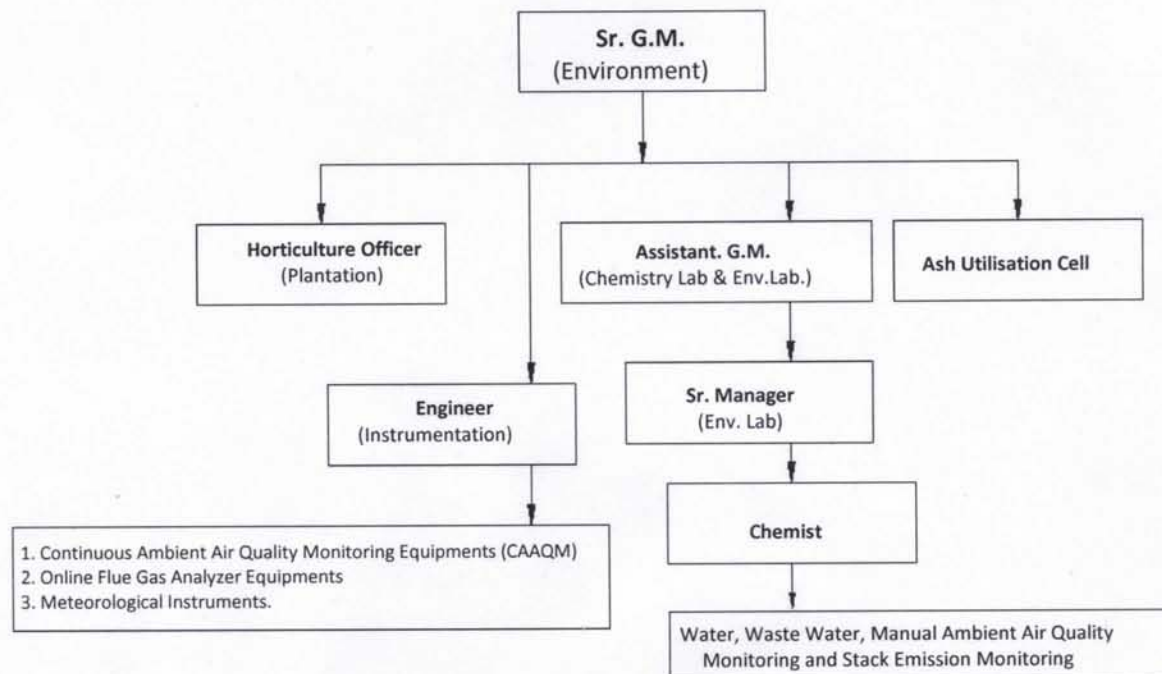 Sr. G.M.
(Environment)
Horticulture Officer
(Plantation)
Assistant. G.M.
(Chemistry Lab & Env.Lab.)
Ash Utilisation Cell
Engineer
(Instrumentation)
Sr. Manager
(Env. Lab)
Chemist
1. Continuous Ambient Air Quality Monitoring Equipments (CAAQM)
2. Online Flue Gas Analyzer Equipments
3. Meteorological Instruments.
Water, Waste Water, Manual Ambient Air Quality
Monitoring and Stack Emission Monitoring